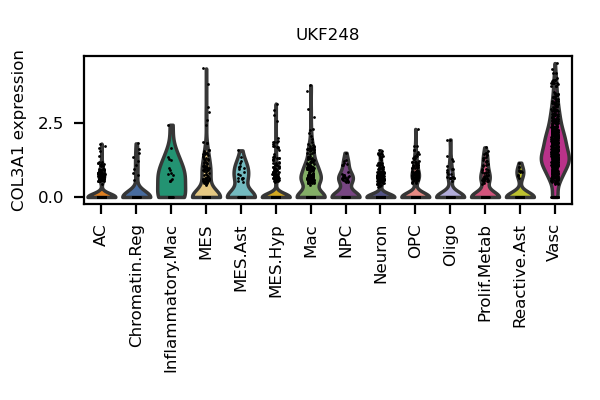 UKF248
COL3A1 expression
2.5
0.0
AC
Chromatin.Reg
Inflammatory.Mac
MES
MES.Ast
MES.Hyp
Mac
NPC
Neuron
OPC
Oligo
Prolif.Metab
Reactive.Ast
Vasc